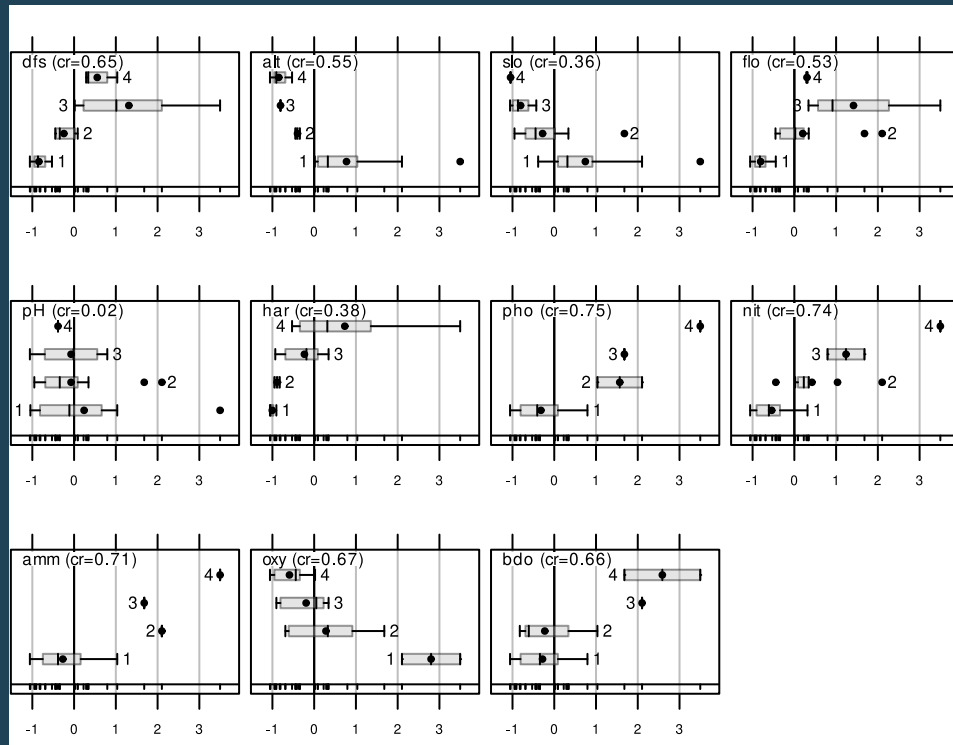 dfs (cr=0.65)
4
3
2
1
-1 0 1 2 3
alt (cr=0.55)
4
3
2
1
-1 0 1 2 3
slo (cr=0.36)
4
3
2
1
-1 0 1 2 3
flo (cr=0.53)
4
3
2
1
-1 0 1 2 3
pH (cr=0.02)
4
3
2
1
-1 0 1 2 3
har (cr=0.38)
4
3
2
1
-1 0 1 2 3
pho (cr=0.75)
4
3
2
1
-1 0 1 2 3
nit (cr=0.74)
4
3
2
1
-1 0 1 2 3
amm (cr=0.71)
4
3
2
1
-1 0 1 2 3
oxy (cr=0.67)
4
3
2
1
-1 0 1 2 3
bdo (cr=0.66)
4
3
2
1
-1 0 1 2 3